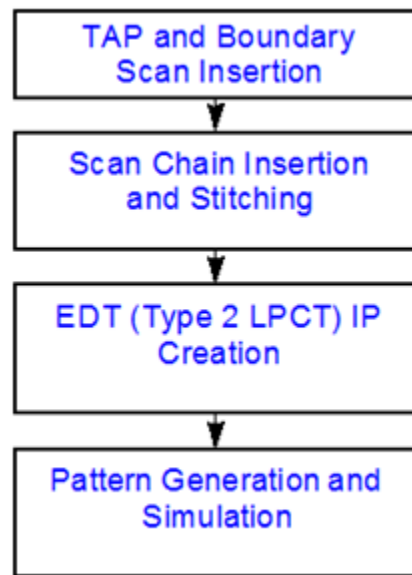 TAP and Boundary
Scan Insertion
Scan Chain Insertion
and Stitching
EDT (Type 2 LPCT) IP
Creation
Pattern Generation and
Simulation